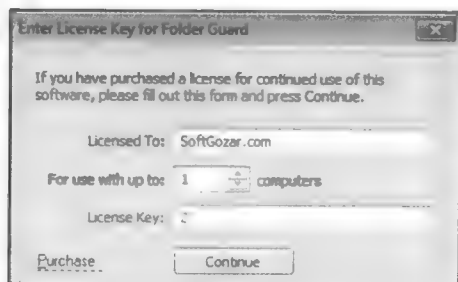 Enter License Key for Folder Guard
If you have purchased a license for continued use of this
software, please fill out this form and press Continue.
Licensed To: SoftGozar.com
For use with up to: 1 computers
License Key:
Purchase Continue